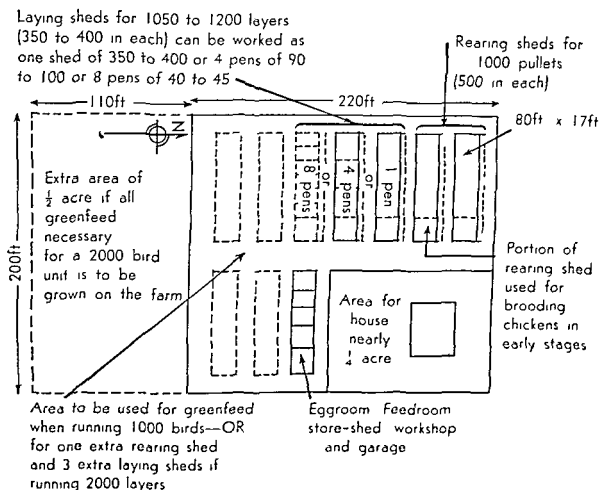 Laying sheds for 1050 to 1200 layers
(350 to 400 in each) can be worked as
one shed of 350 to 400 or 4 pens of 90
to 100 or 8 pens of 40 to 45
Rearing sheds for
1000 pullets
(500 in each)
110ft
220ft
80ft x 17ft
N
200ft
Extra area of
½ acre if all
greenfeed
necessary
for a 2000 bird
unit is to be
grown on the farm
8 pens
or
4 pens
or
1 pen
Portion of
rearing shed
used for
brooding
chickens in
early stages
Area for
house
nearly
¼ acre
Area to be used for greenfeed
when running 1000 birds—OR
for one extra rearing shed
and 3 extra laying sheds if
running 2000 layers
Eggroom Feedroom
store-shed workshop
and garage